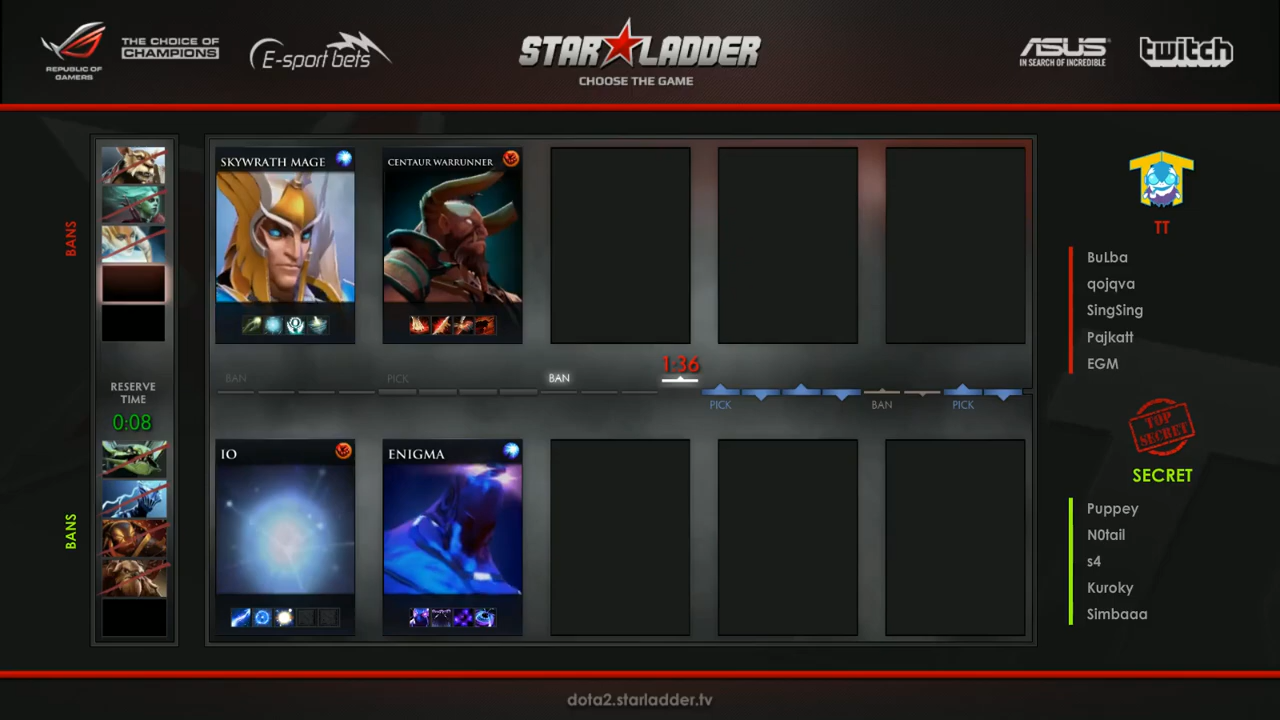 REPUBLIC OF
GAMERS
THE CHOICE OF
CHAMPIONS
E-sport bets
STAR LADDER
CHOOSE THE GAME
ASUS
IN SEARCH OF INCREDIBLE
twitch
BANS
SKYWRATH MAGE
CENTAUR WARRUNNER
TT
BuLba
qojqva
SingSing
Pajkatt
EGM
BAN
PICK
BAN
1:36
PICK
BAN
PICK
RESERVE
TIME
0:08
BANS
IO
ENIGMA
TOP
SECRET
SECRET
Puppey
N0tail
s4
Kuroky
Simbaaa
dota2.starladder.tv